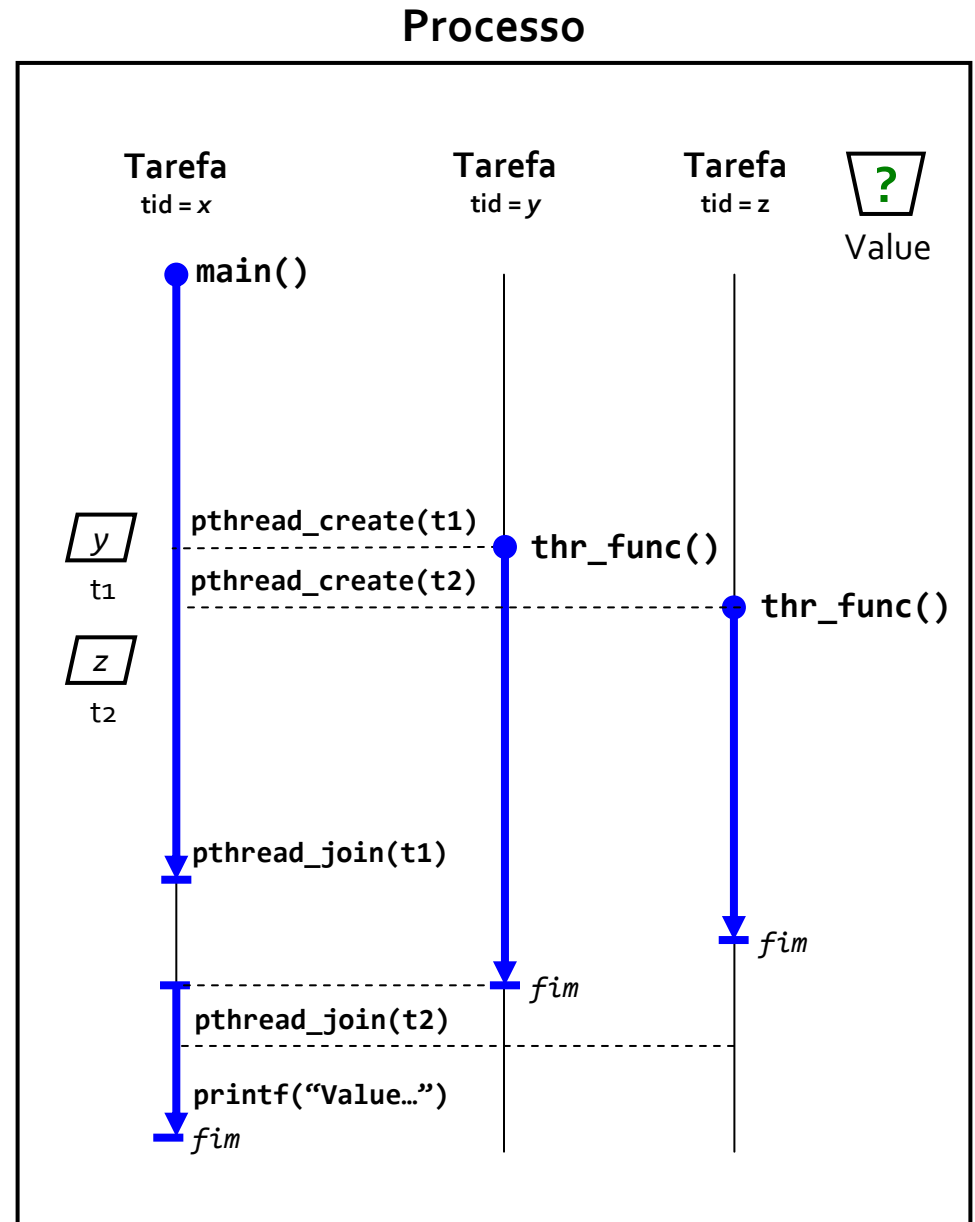 Processo
Tarefa Tarefa Tarefa ?
tid = x tid = y tid = z
Value
main()
pthread_create(t1)
y thr_func()
pthread_create(t2)
t1
thr_func()
z
t2
pthread_join(t1)
fim
fim
pthread_join(t2)
printf(“Value…”)
fim